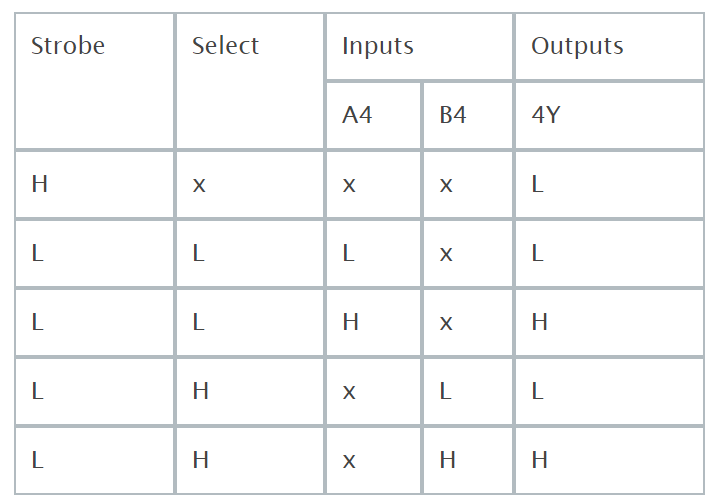 Strobe Select Inputs Outputs
A4 B4 4Y
H x x x L
L L L x L
L L H x H
L H x L L
L H x H H